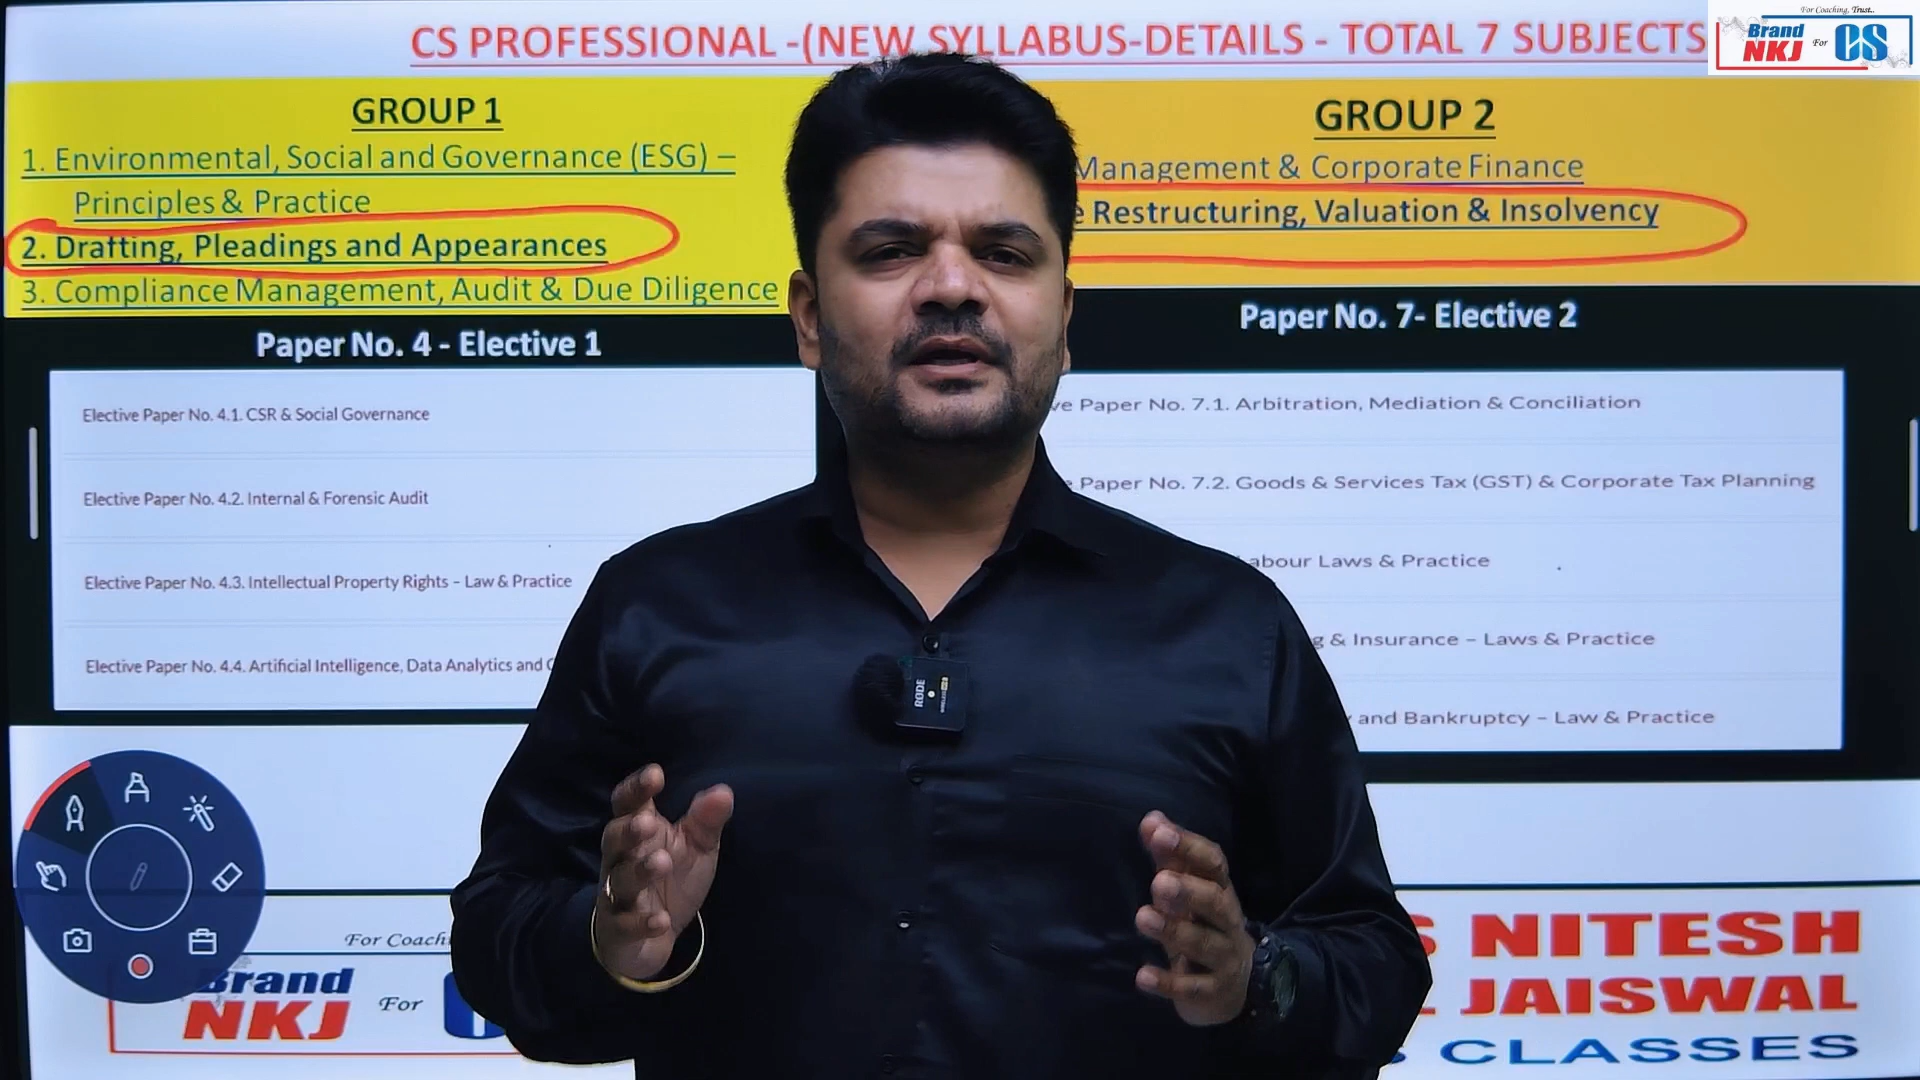 CS PROFESSIONAL -(NEW SYLLABUS-DETAILS - TOTAL 7 SUBJECTS
For Coaching, Trust..
Brand
NKJ
For
CS
GROUP 1
1. Environmental, Social and Governance (ESG) –
Principles & Practice
2. Drafting, Pleadings and Appearances
3. Compliance Management, Audit & Due Diligence
GROUP 2
Management & Corporate Finance
Restructuring, Valuation & Insolvency
Paper No. 4 - Elective 1
Elective Paper No. 4.1. CSR & Social Governance
Elective Paper No. 4.2. Internal & Forensic Audit
Elective Paper No. 4.3. Intellectual Property Rights – Law & Practice
Elective Paper No. 4.4. Artificial Intelligence, Data Analytics and
Paper No. 7- Elective 2
Paper No. 7.1. Arbitration, Mediation & Conciliation
Paper No. 7.2. Goods & Services Tax (GST) & Corporate Tax Planning
Laws & Practice
& Insurance – Laws & Practice
and Bankruptcy – Law & Practice
RØDE
For
Brand
NKJ
For
NITESH
JAISWAL
CLASSES